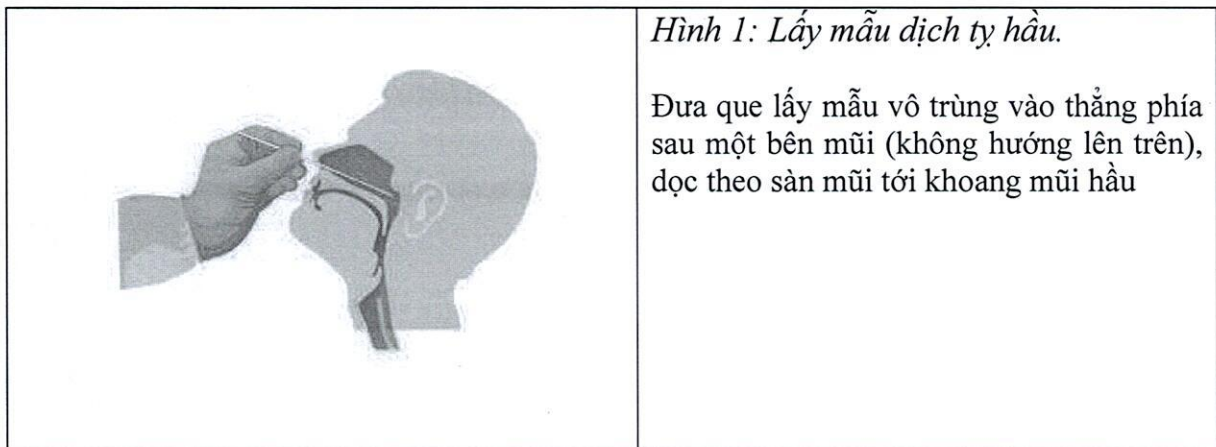 Hình 1: Lấy mẫu dịch tỵ hầu.
Đưa que lấy mẫu vô trùng vào thẳng phía
sau một bên mũi (không hướng lên trên),
dọc theo sàn mũi tới khoang mũi hầu